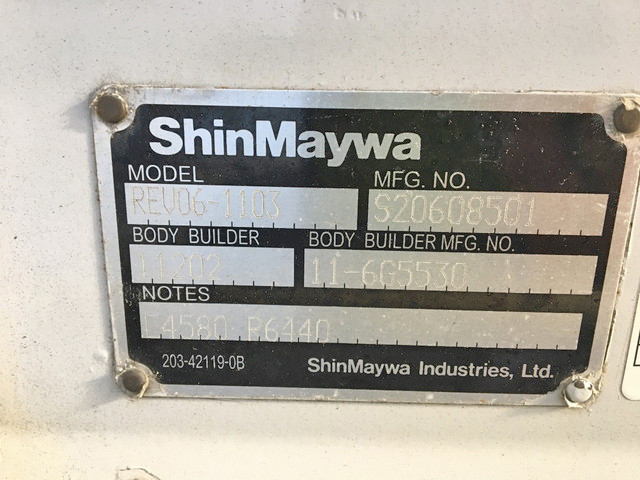 ShinMaywa
MODEL MFG. NO.
REV06-1103 S20608501
BODY BUILDER BODY BUILDER MFG. NO.
11202 11-6G5530
NOTES
F4580 R6440
203-42119-0B ShinMaywa Industries, Ltd.